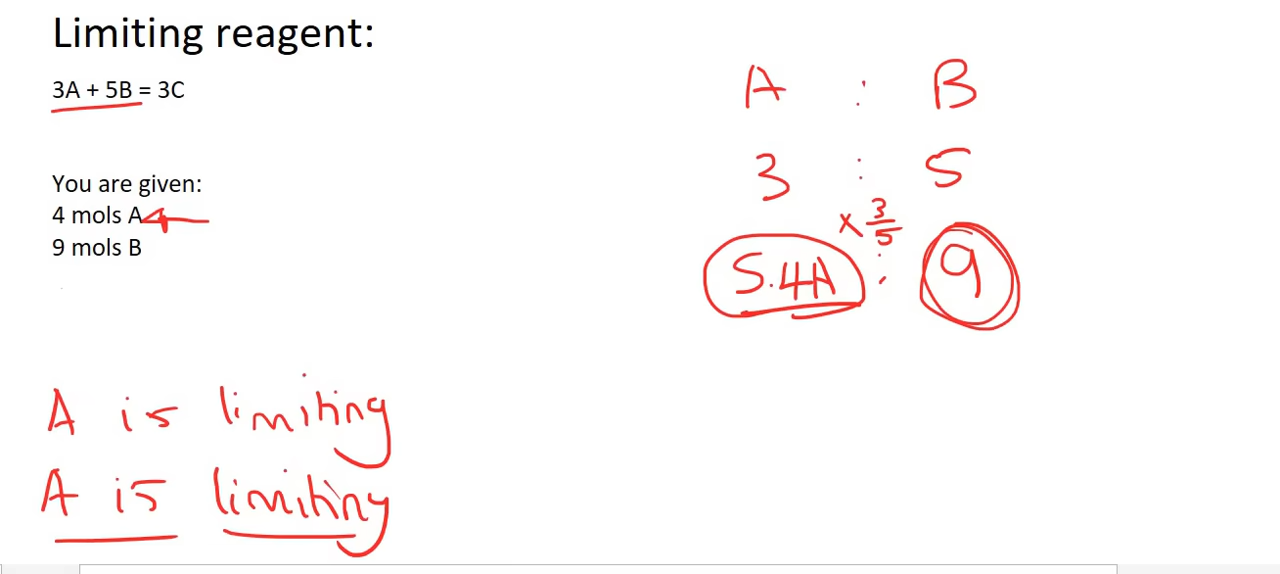 Limiting reagent:
3A + 5B = 3C
You are given:
4 mols A
9 mols B
A : B
3 : 5
× 3/5
5.4A : 9
A is limiting
A is limiting